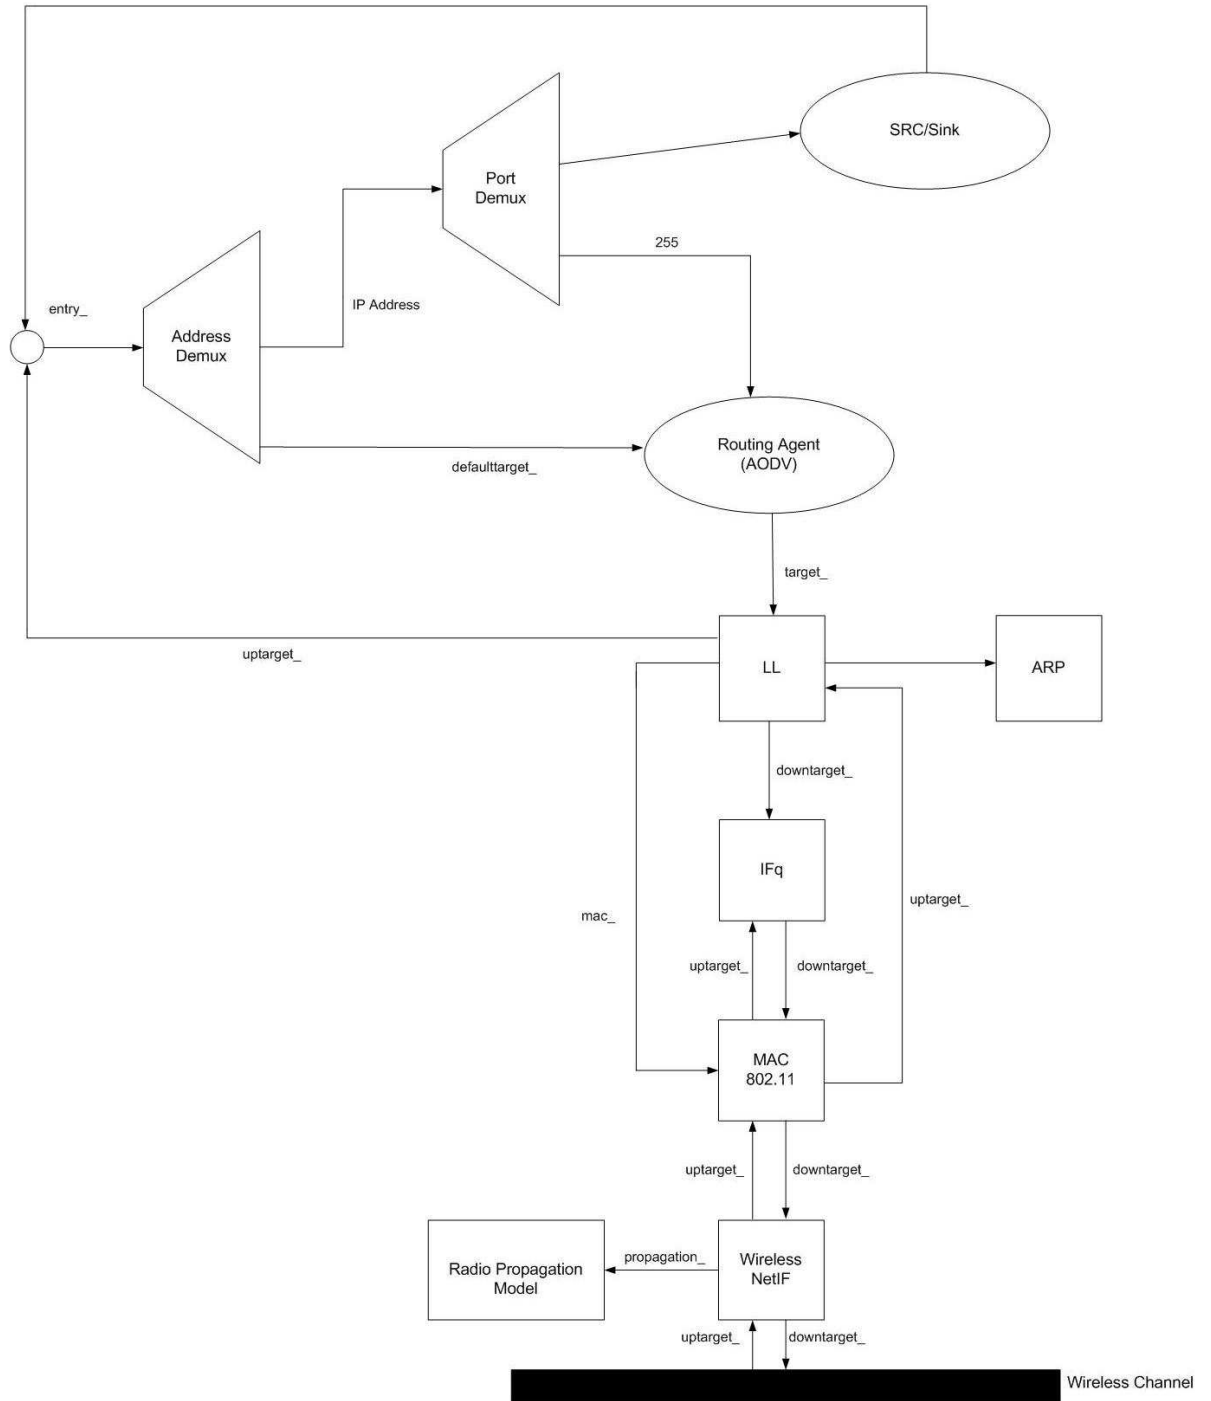 SRC/Sink
Port
Demux
255
entry_
IP Address
Address
Demux
defaulttarget_
Routing Agent
(AODV)
target_
uptarget_
LL
ARP
downtarget_
IFq
mac_
uptarget_
uptarget_
downtarget_
MAC
802.11
uptarget_
downtarget_
Radio Propagation
Model
propagation_
Wireless
NetIF
uptarget_
downtarget_
Wireless Channel